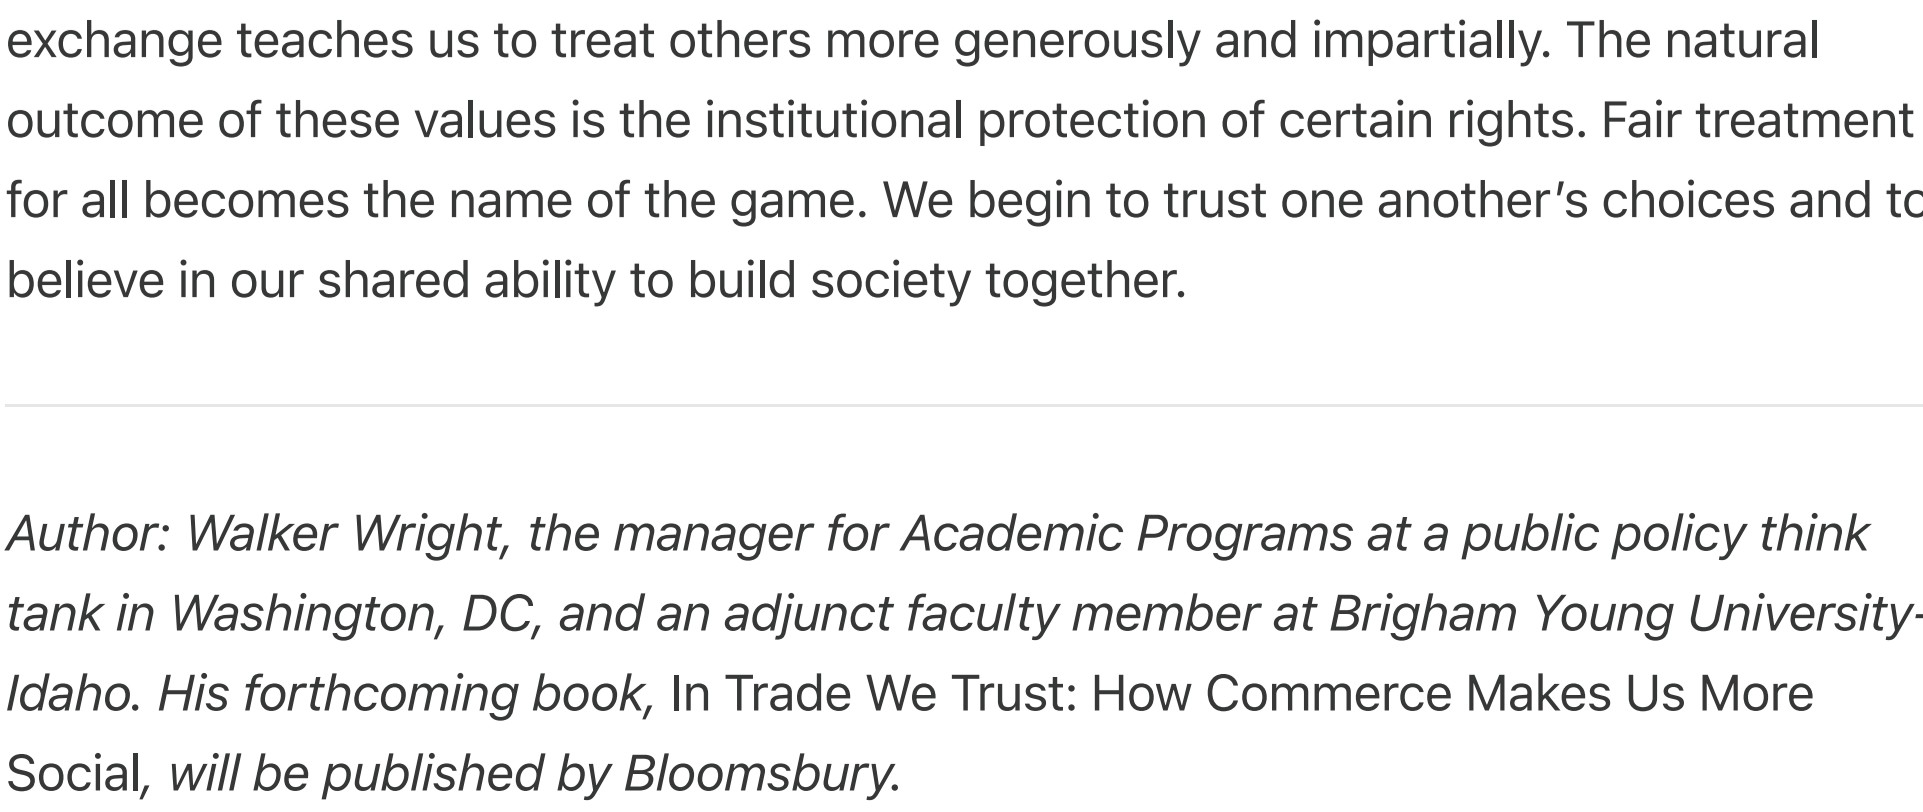 exchange teaches us to treat others more generously and impartially. The natural
outcome of these values is the institutional protection of certain rights. Fair treatment
for all becomes the name of the game. We begin to trust one another’s choices and to
believe in our shared ability to build society together.
Author: Walker Wright, the manager for Academic Programs at a public policy think
tank in Washington, DC, and an adjunct faculty member at Brigham Young University-
Idaho. His forthcoming book, In Trade We Trust: How Commerce Makes Us More
Social, will be published by Bloomsbury.